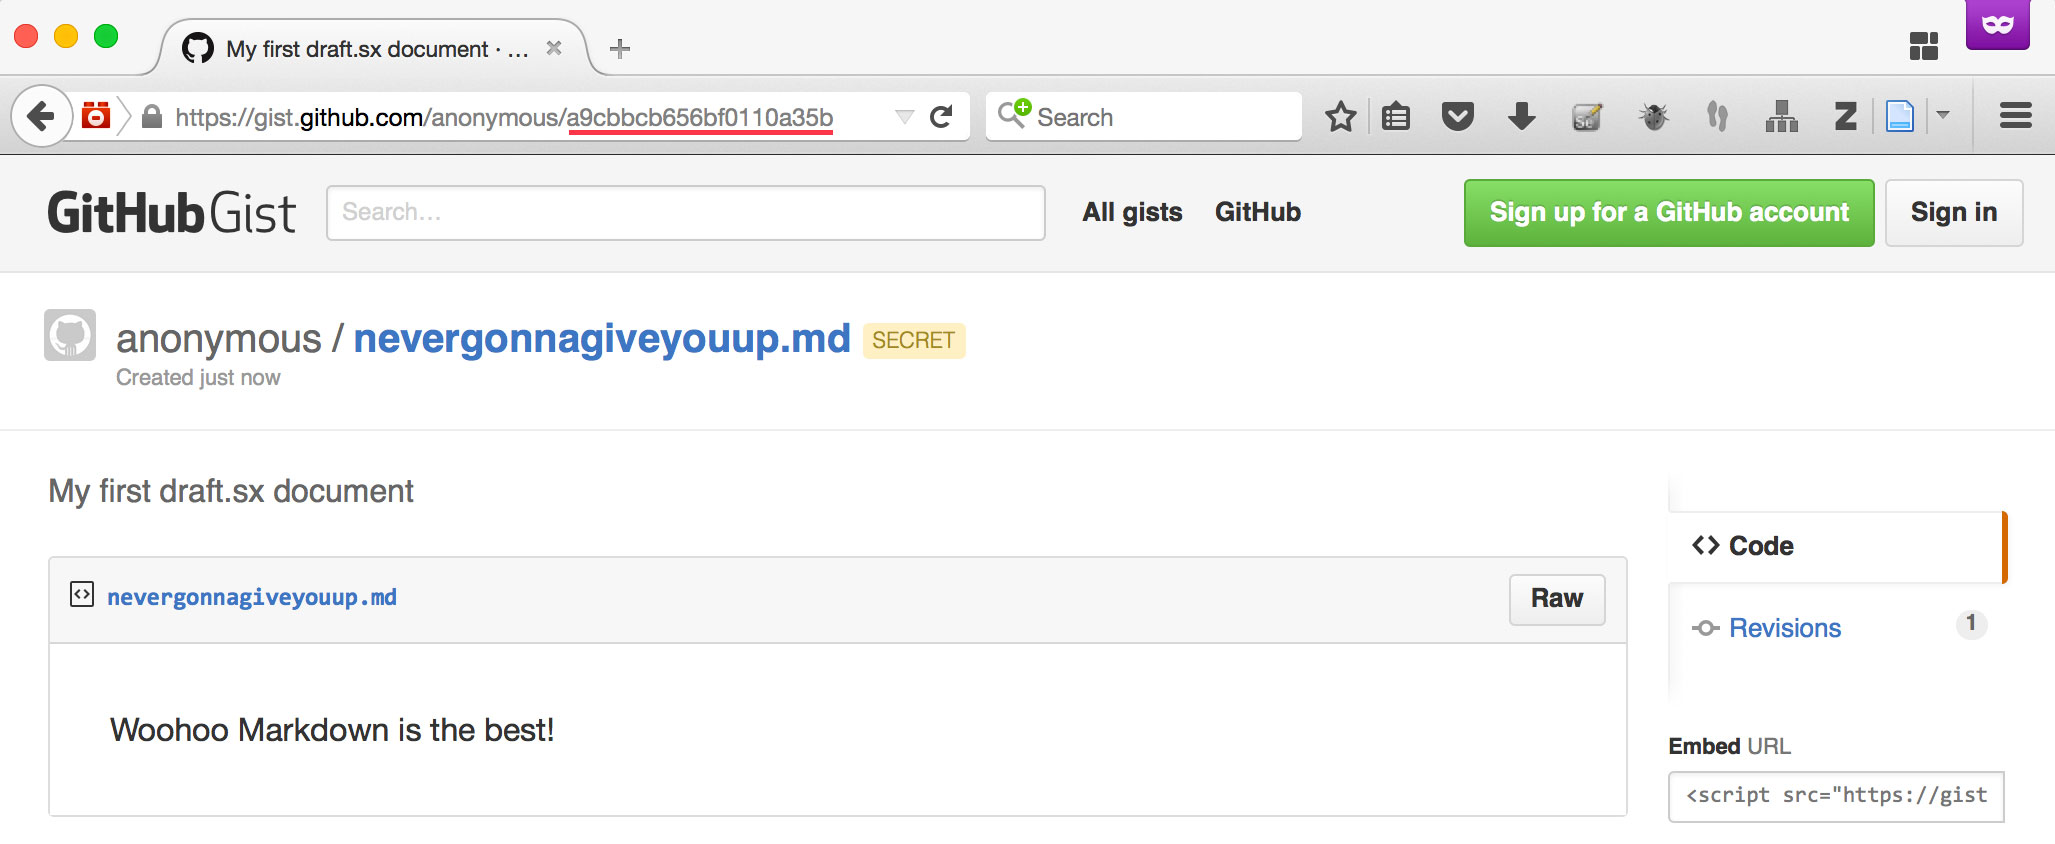 My first draft.sx document · ...
https://gist.github.com/anonymous/a9cbbcb656bf0110a35b
Search
GitHub Gist
Search...
All gists
GitHub
Sign up for a GitHub account
Sign in
anonymous / nevergonnagiveyouup.md SECRET
Created just now
My first draft.sx document
nevergonnagiveyouup.md
Raw
Woohoo Markdown is the best!
Code
Revisions 1
Embed URL
<script src="https://gist